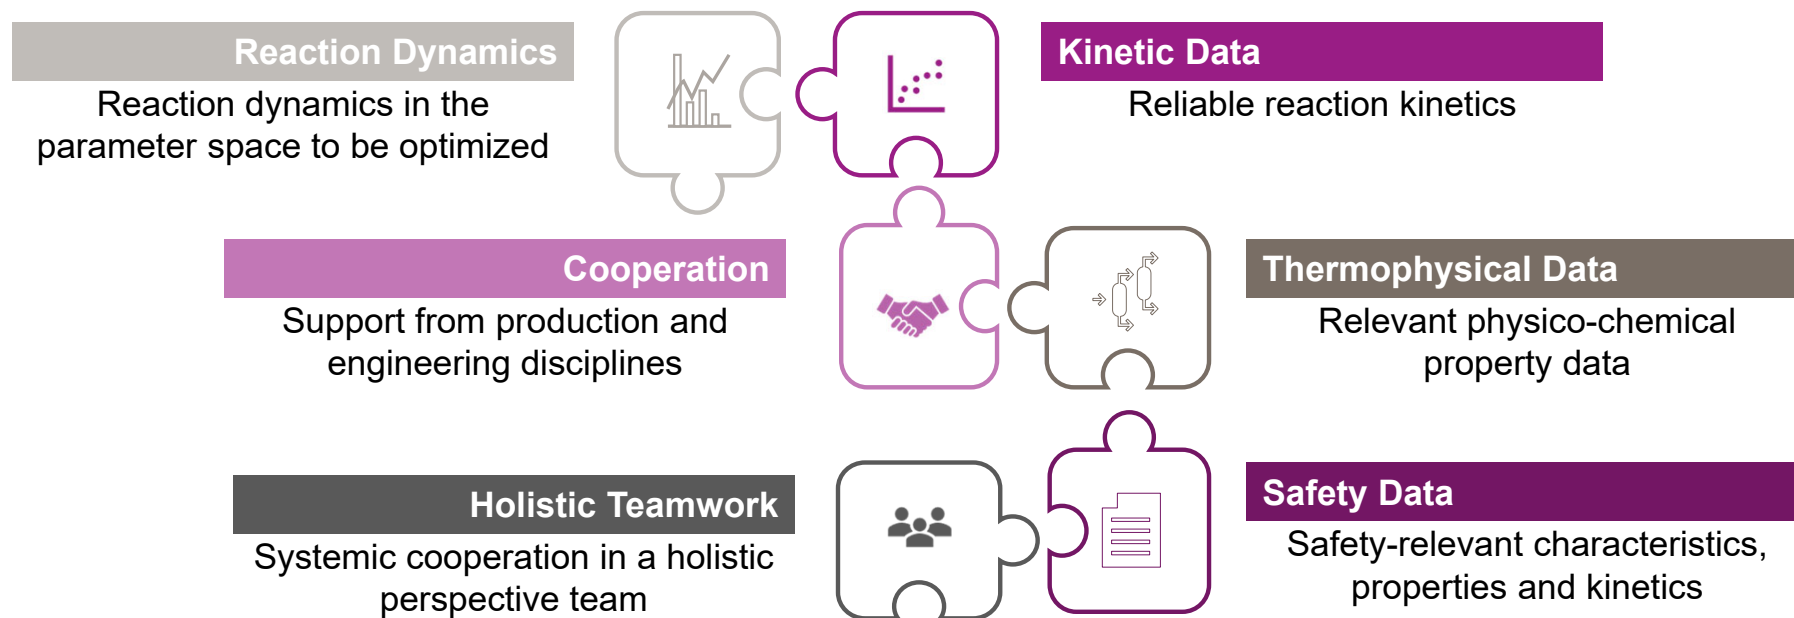 Reaction Dynamics
Reaction dynamics in the
parameter space to be optimized
Kinetic Data
Reliable reaction kinetics
Cooperation
Support from production and
engineering disciplines
Thermophysical Data
Relevant physico-chemical
property data
Holistic Teamwork
Systemic cooperation in a holistic
perspective team
Safety Data
Safety-relevant characteristics,
properties and kinetics